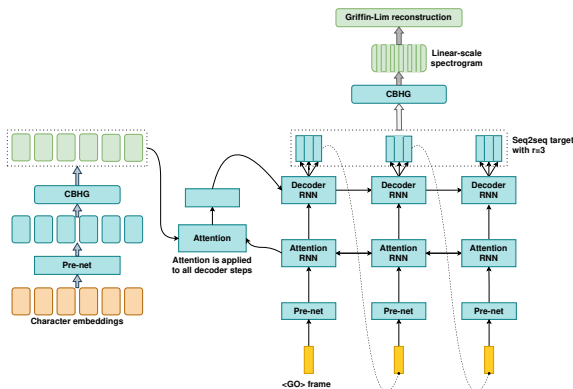 Griffin-Lim reconstruction
Linear-scale
spectrogram
CBHG
Seq2seq target
with r=3
CBHG
Decoder
RNN
Decoder
RNN
Decoder
RNN
Attention
Attention is applied
to all decoder steps
Attention
RNN
Attention
RNN
Attention
RNN
Pre-net
Character embeddings
Pre-net
Pre-net
Pre-net
<GO> frame